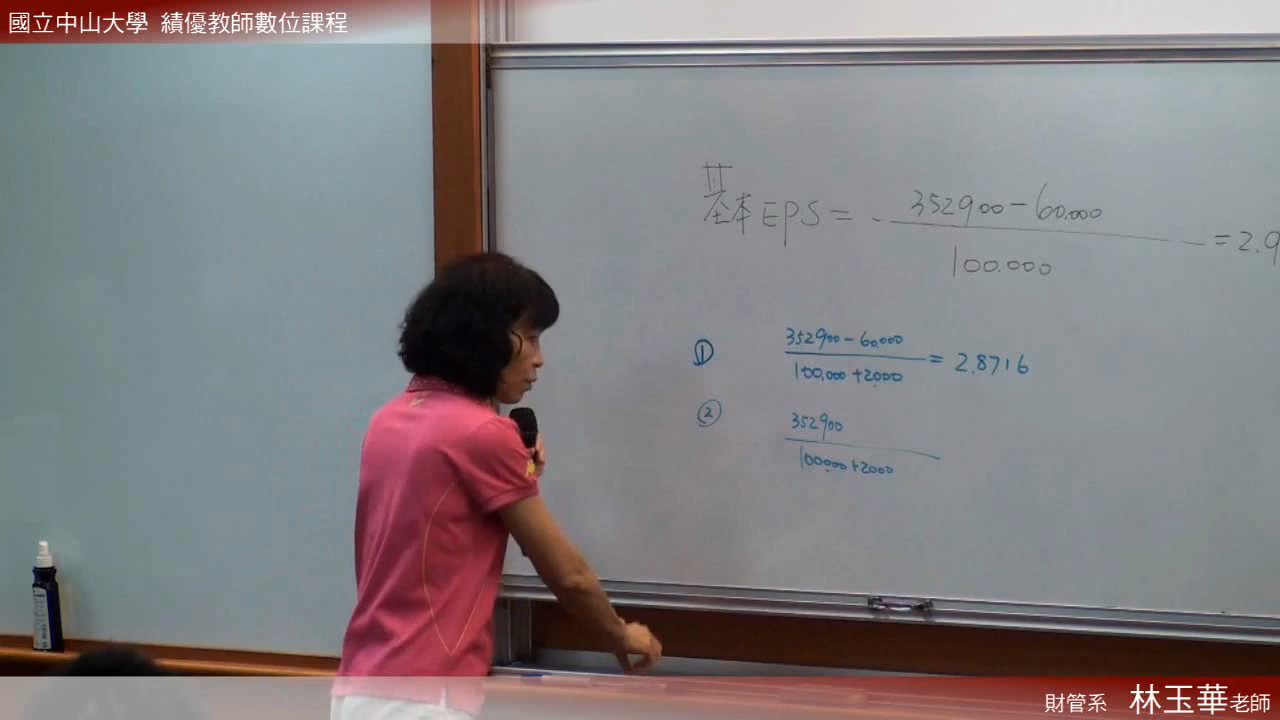 國立中山大學 績優教師數位課程
基本EPS = 352900-60.000
100.000
= 2.9
① 352900-60.000
100.000+2000
= 2.8716
② 352900
100000+2000
財管系 林玉華老師